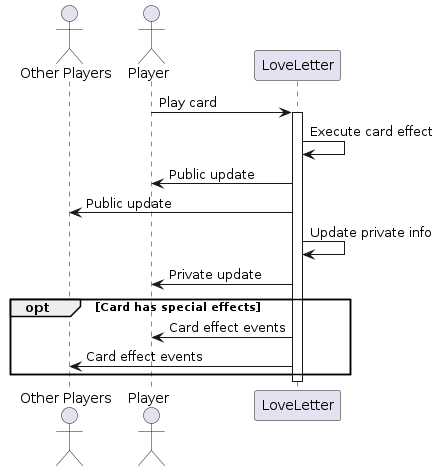 Other Players
Player
LoveLetter
Play card
Execute card effect
Public update
Public update
Update private info
Private update
opt
[Card has special effects]
Card effect events
Card effect events
Other Players
Player
LoveLetter